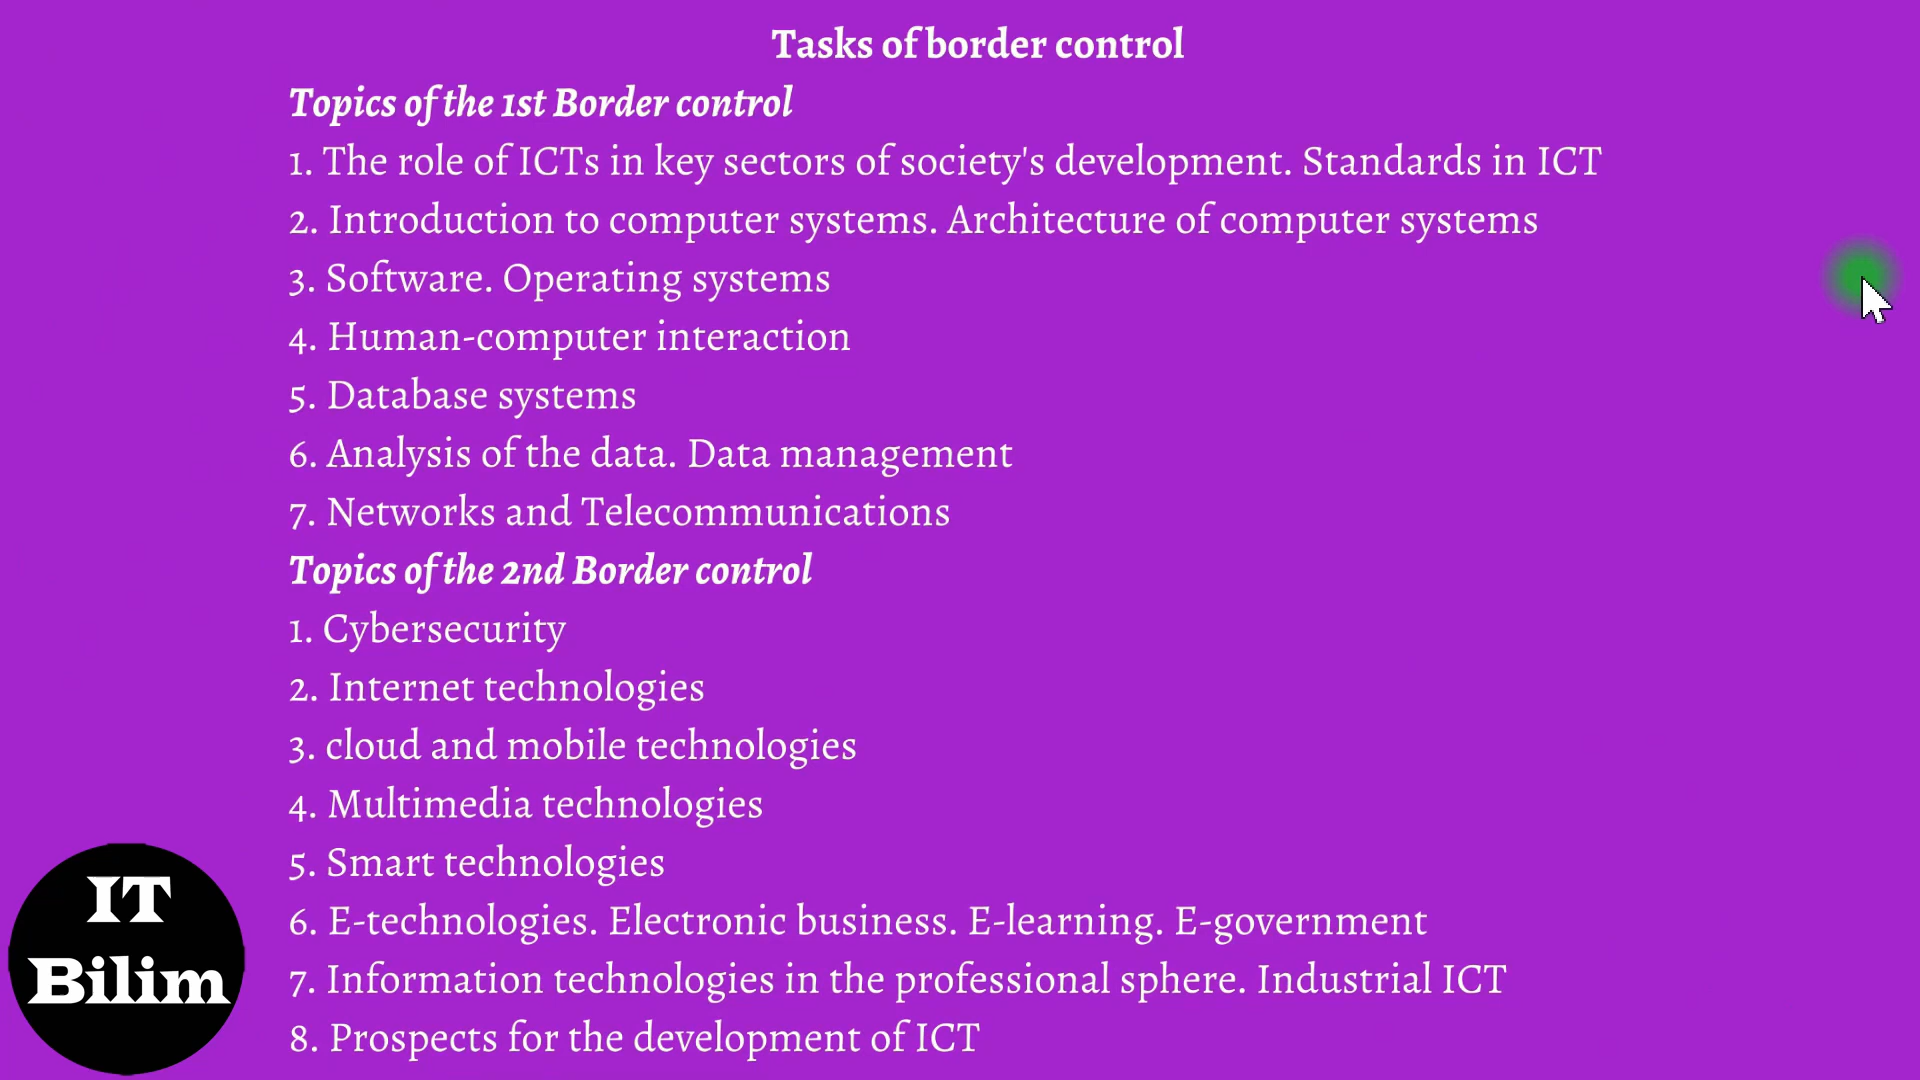 Tasks of border control
Topics of the 1st Border control
1. The role of ICTs in key sectors of society's development. Standards in ICT
2. Introduction to computer systems. Architecture of computer systems
3. Software. Operating systems
4. Human-computer interaction
5. Database systems
6. Analysis of the data. Data management
7. Networks and Telecommunications
Topics of the 2nd Border control
1. Cybersecurity
2. Internet technologies
3. cloud and mobile technologies
4. Multimedia technologies
5. Smart technologies
6. E-technologies. Electronic business. E-learning. E-government
7. Information technologies in the professional sphere. Industrial ICT
8. Prospects for the development of ICT
IT
Bilim